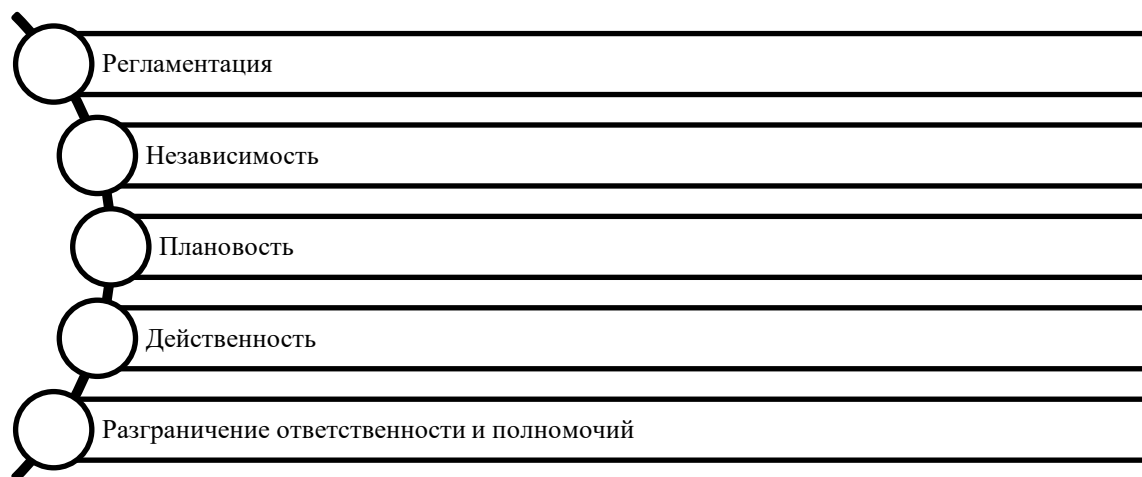 Регламентация
Независимость
Плановость
Действенность
Разграничение ответственности и полномочий